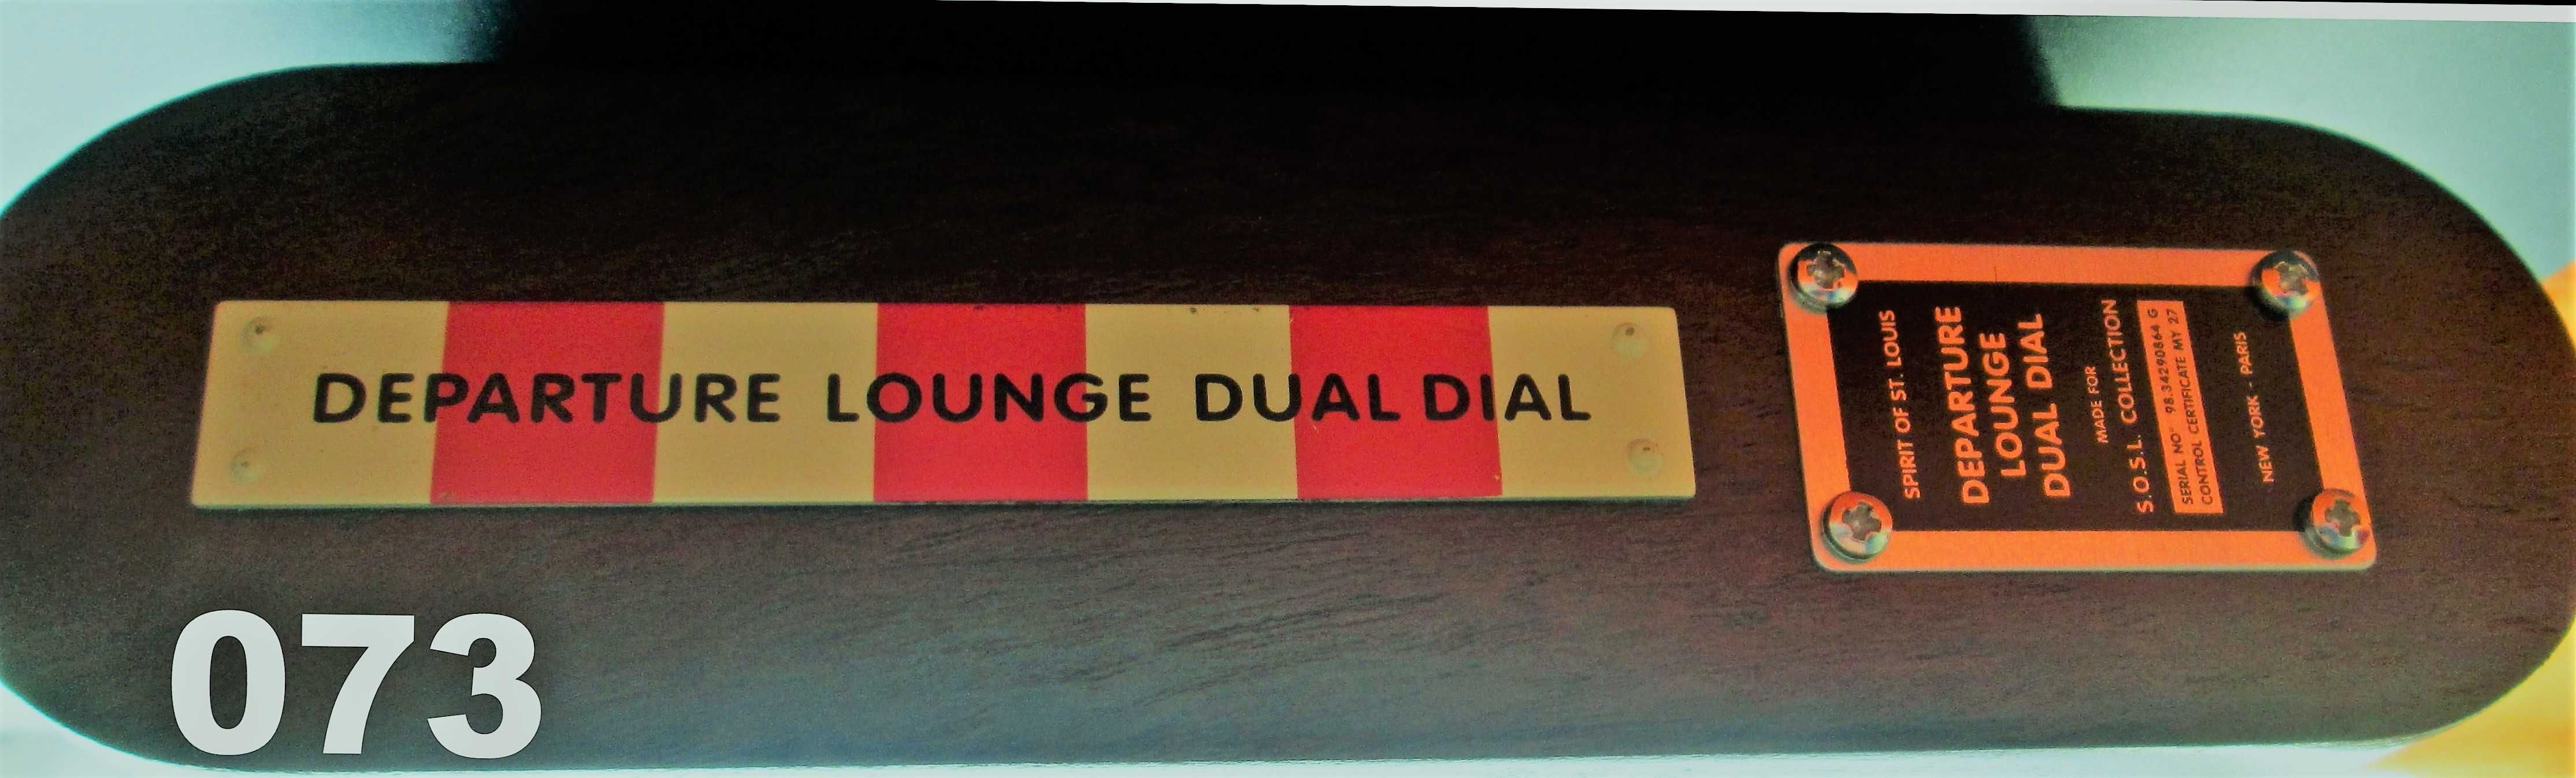 DEPARTURE LOUNGE DUAL DIAL
SPIRIT OF ST. LOUIS
DEPARTURE
LOUNGE
DUAL DIAL
MADE FOR
S.O.S.L. COLLECTION
SERIAL NO- 98.34290864 G
CONTROL CERTIFICATE MY 27
NEW YORK - PARIS
073